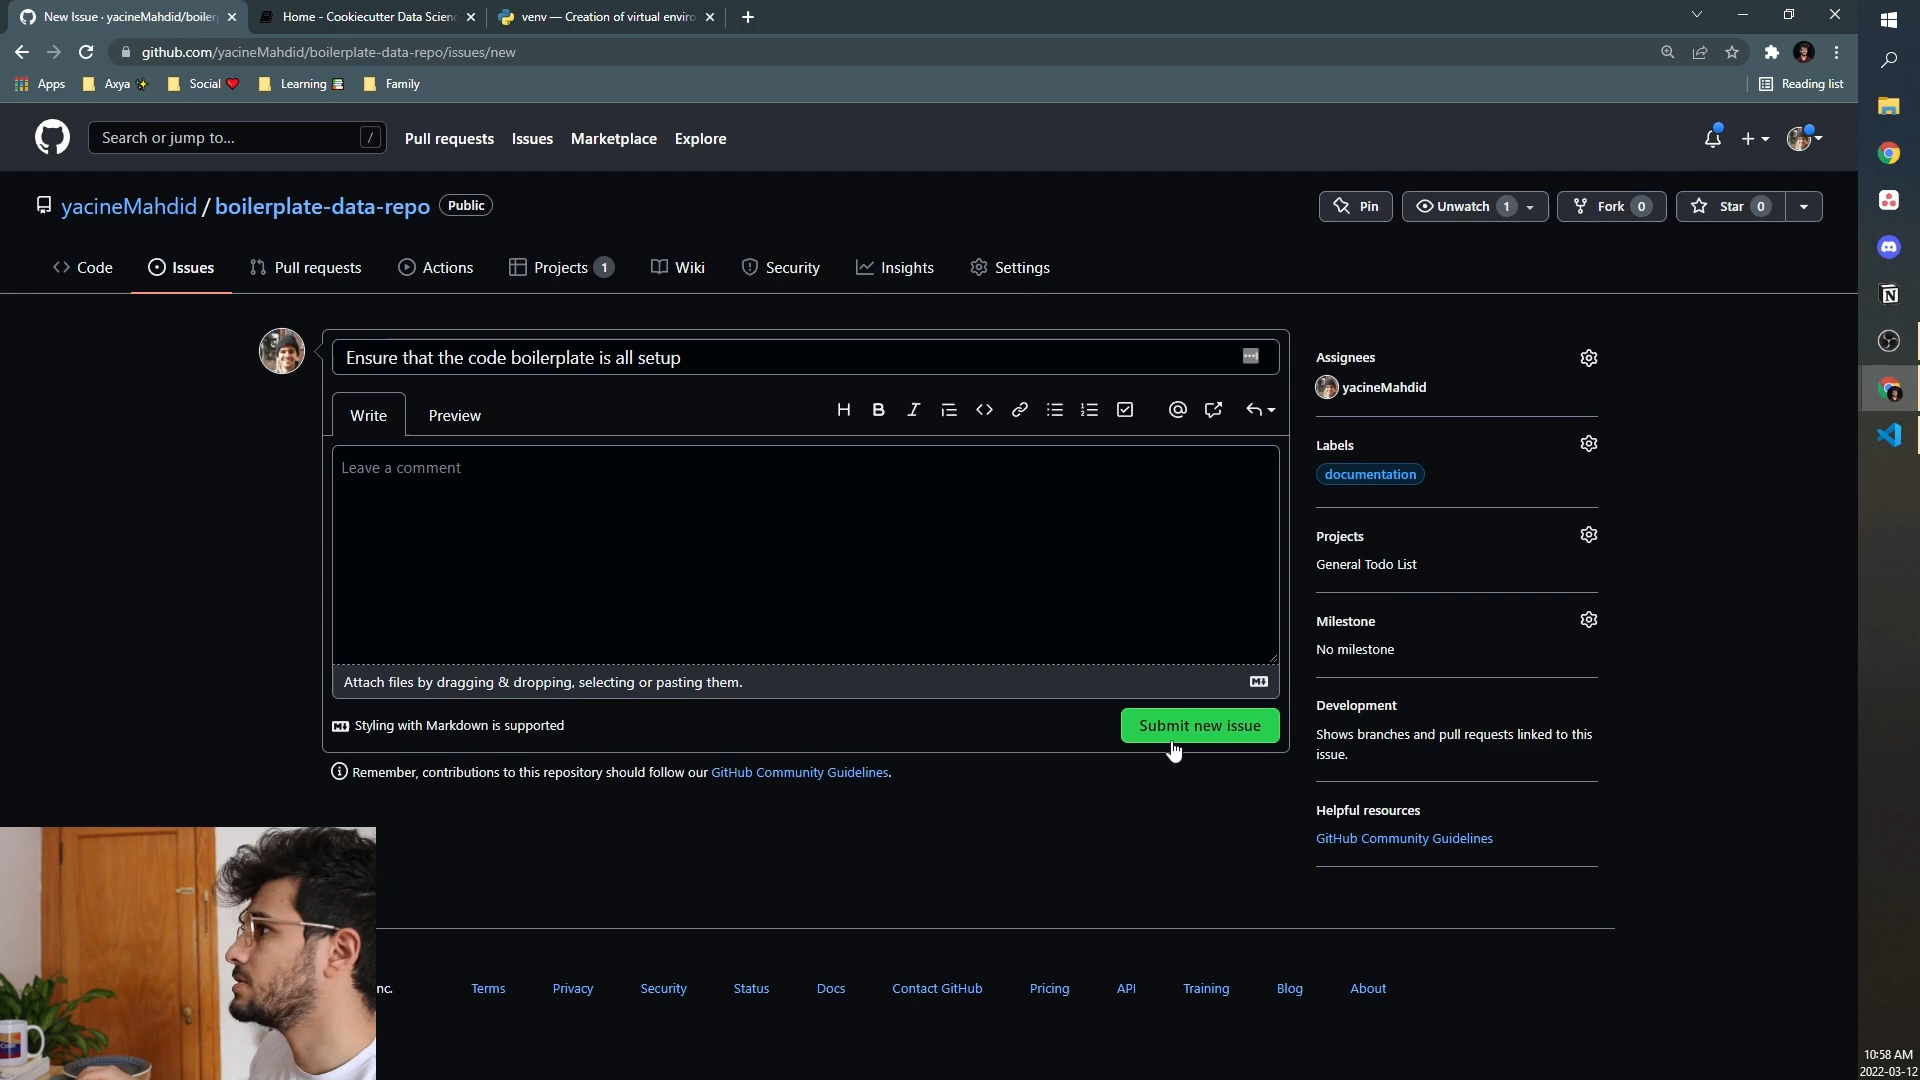 New Issue · yacineMahdid/boiler
Home - Cookiecutter Data Scien
venv — Creation of virtual enviro
github.com/yacineMahdid/boilerplate-data-repo/issues/new
Apps
Axya
Social
Learning
Family
Reading list
Search or jump to...
/
Pull requests
Issues
Marketplace
Explore
yacineMahdid / boilerplate-data-repo
Public
Pin
Unwatch 1
Fork 0
Star 0
Code
Issues
Pull requests
Actions
Projects 1
Wiki
Security
Insights
Settings
Ensure that the code boilerplate is all setup
Write
Preview
Leave a comment
Attach files by dragging & dropping, selecting or pasting them.
Styling with Markdown is supported
Submit new issue
Remember, contributions to this repository should follow our GitHub Community Guidelines.
Assignees
yacineMahdid
Labels
documentation
Projects
General Todo List
Milestone
No milestone
Development
Shows branches and pull requests linked to this
issue.
Helpful resources
GitHub Community Guidelines
nc.
Terms
Privacy
Security
Status
Docs
Contact GitHub
Pricing
API
Training
Blog
About
10:58 AM
2022-03-12